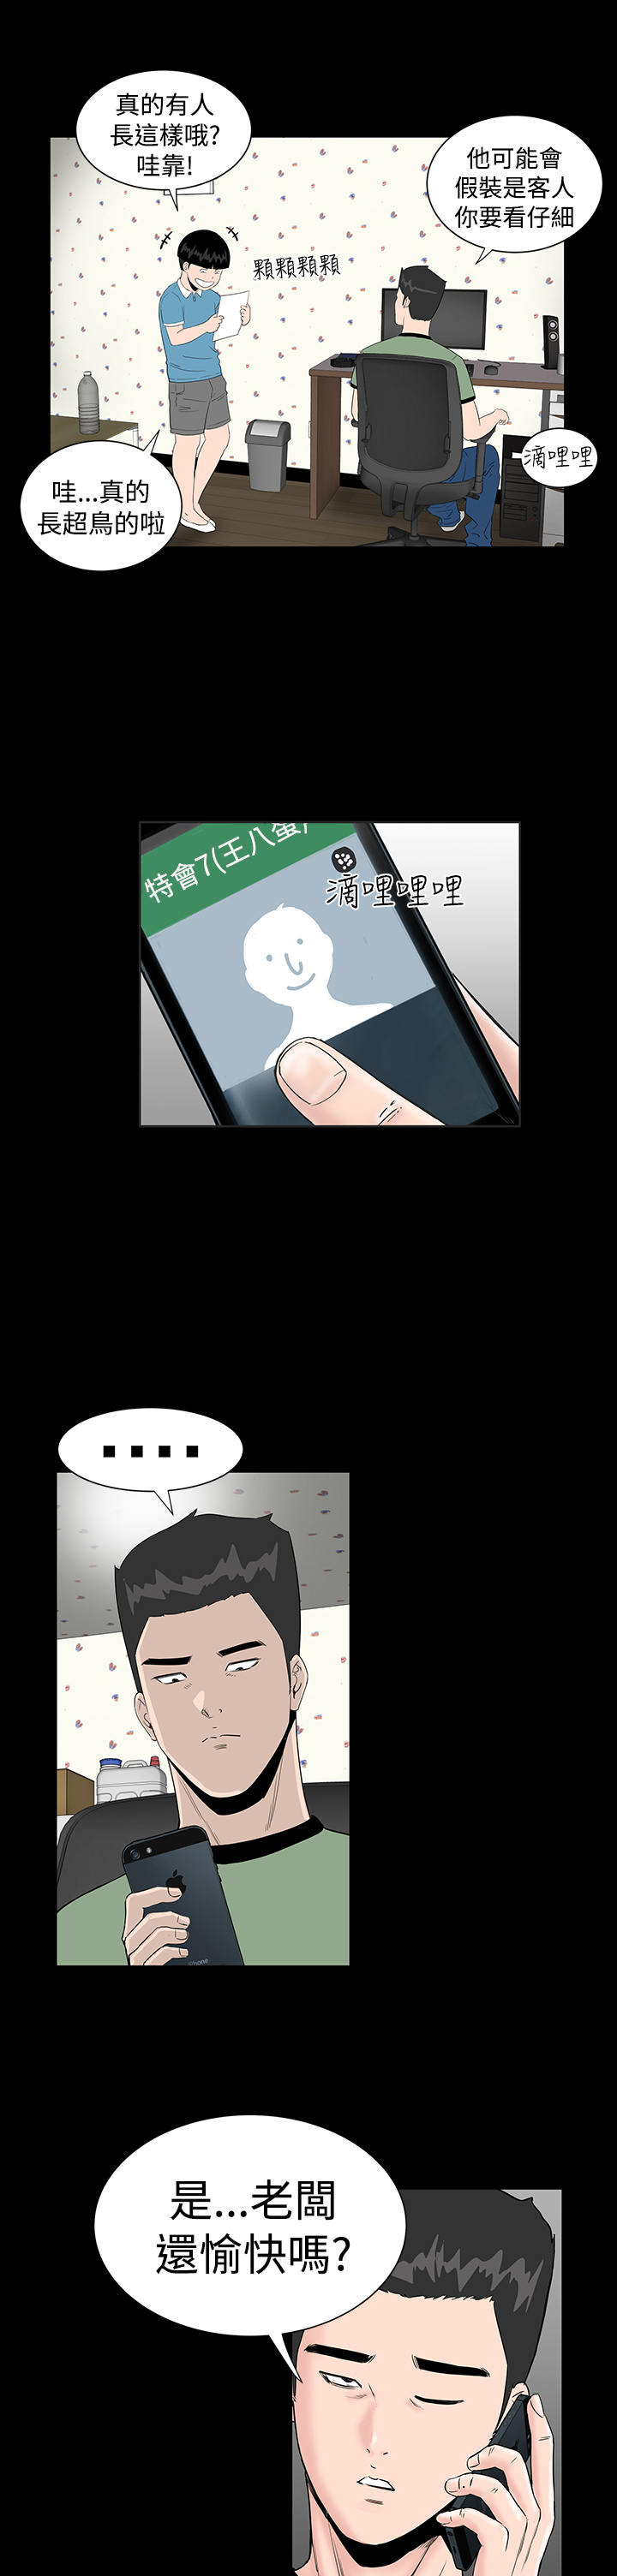 真的有人
長這樣哦?
哇靠!
他可能會
假裝是客人
你要看仔細
顆顆顆顆
滴哩哩
哇...真的
長超鳥的啦
特會7(王八蛋)
滴哩哩哩
....
iPhone
是...老闆
還愉快嗎?